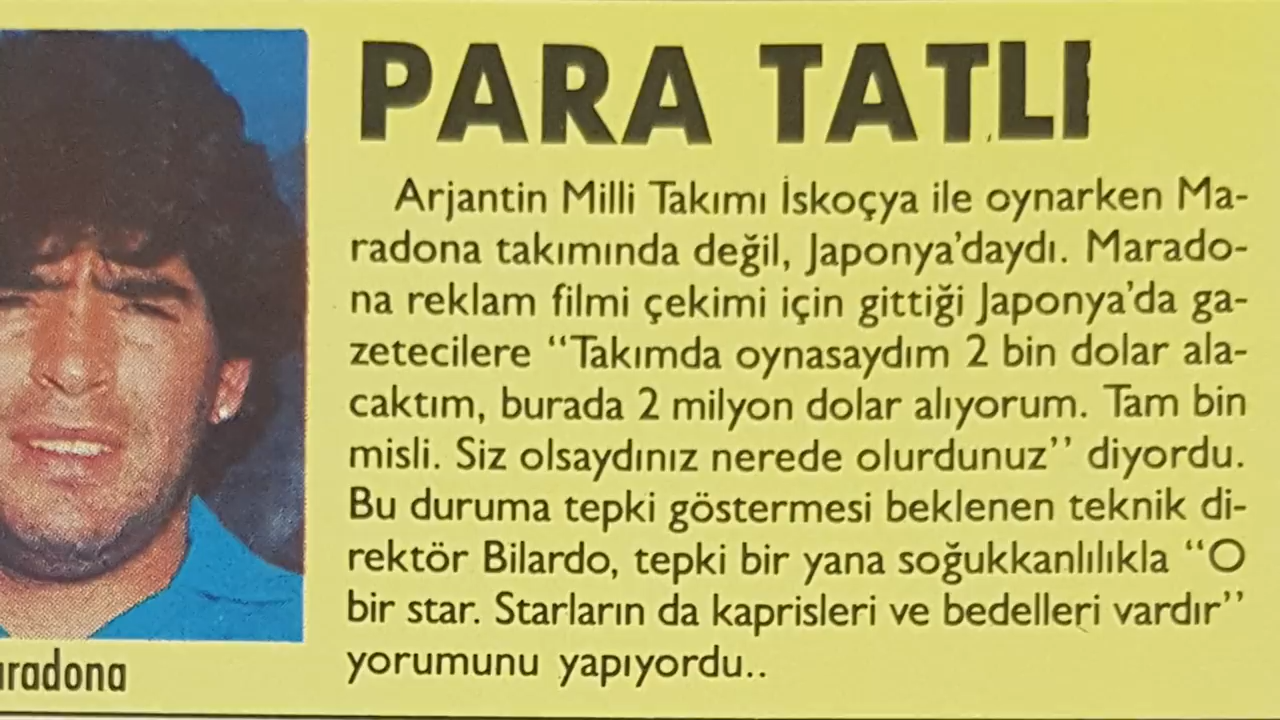 PARA TATLI
Arjantin Milli Takımı İskoçya ile oynarken Ma-
radona takımında değil, Japonya'daydı. Marado-
na reklam filmi çekimi için gittiği Japonya'da ga-
zetecilere “Takımda oynasaydım 2 bin dolar ala-
caktım, burada 2 milyon dolar alıyorum. Tam bin
misli. Siz olsaydınız nerede olurdunuz’’ diyordu.
Bu duruma tepki göstermesi beklenen teknik di-
rektör Bilardo, tepki bir yana soğukkanlılıkla “O
bir star. Starların da kaprisleri ve bedelleri vardır’’
yorumunu yapıyordu..
aradona